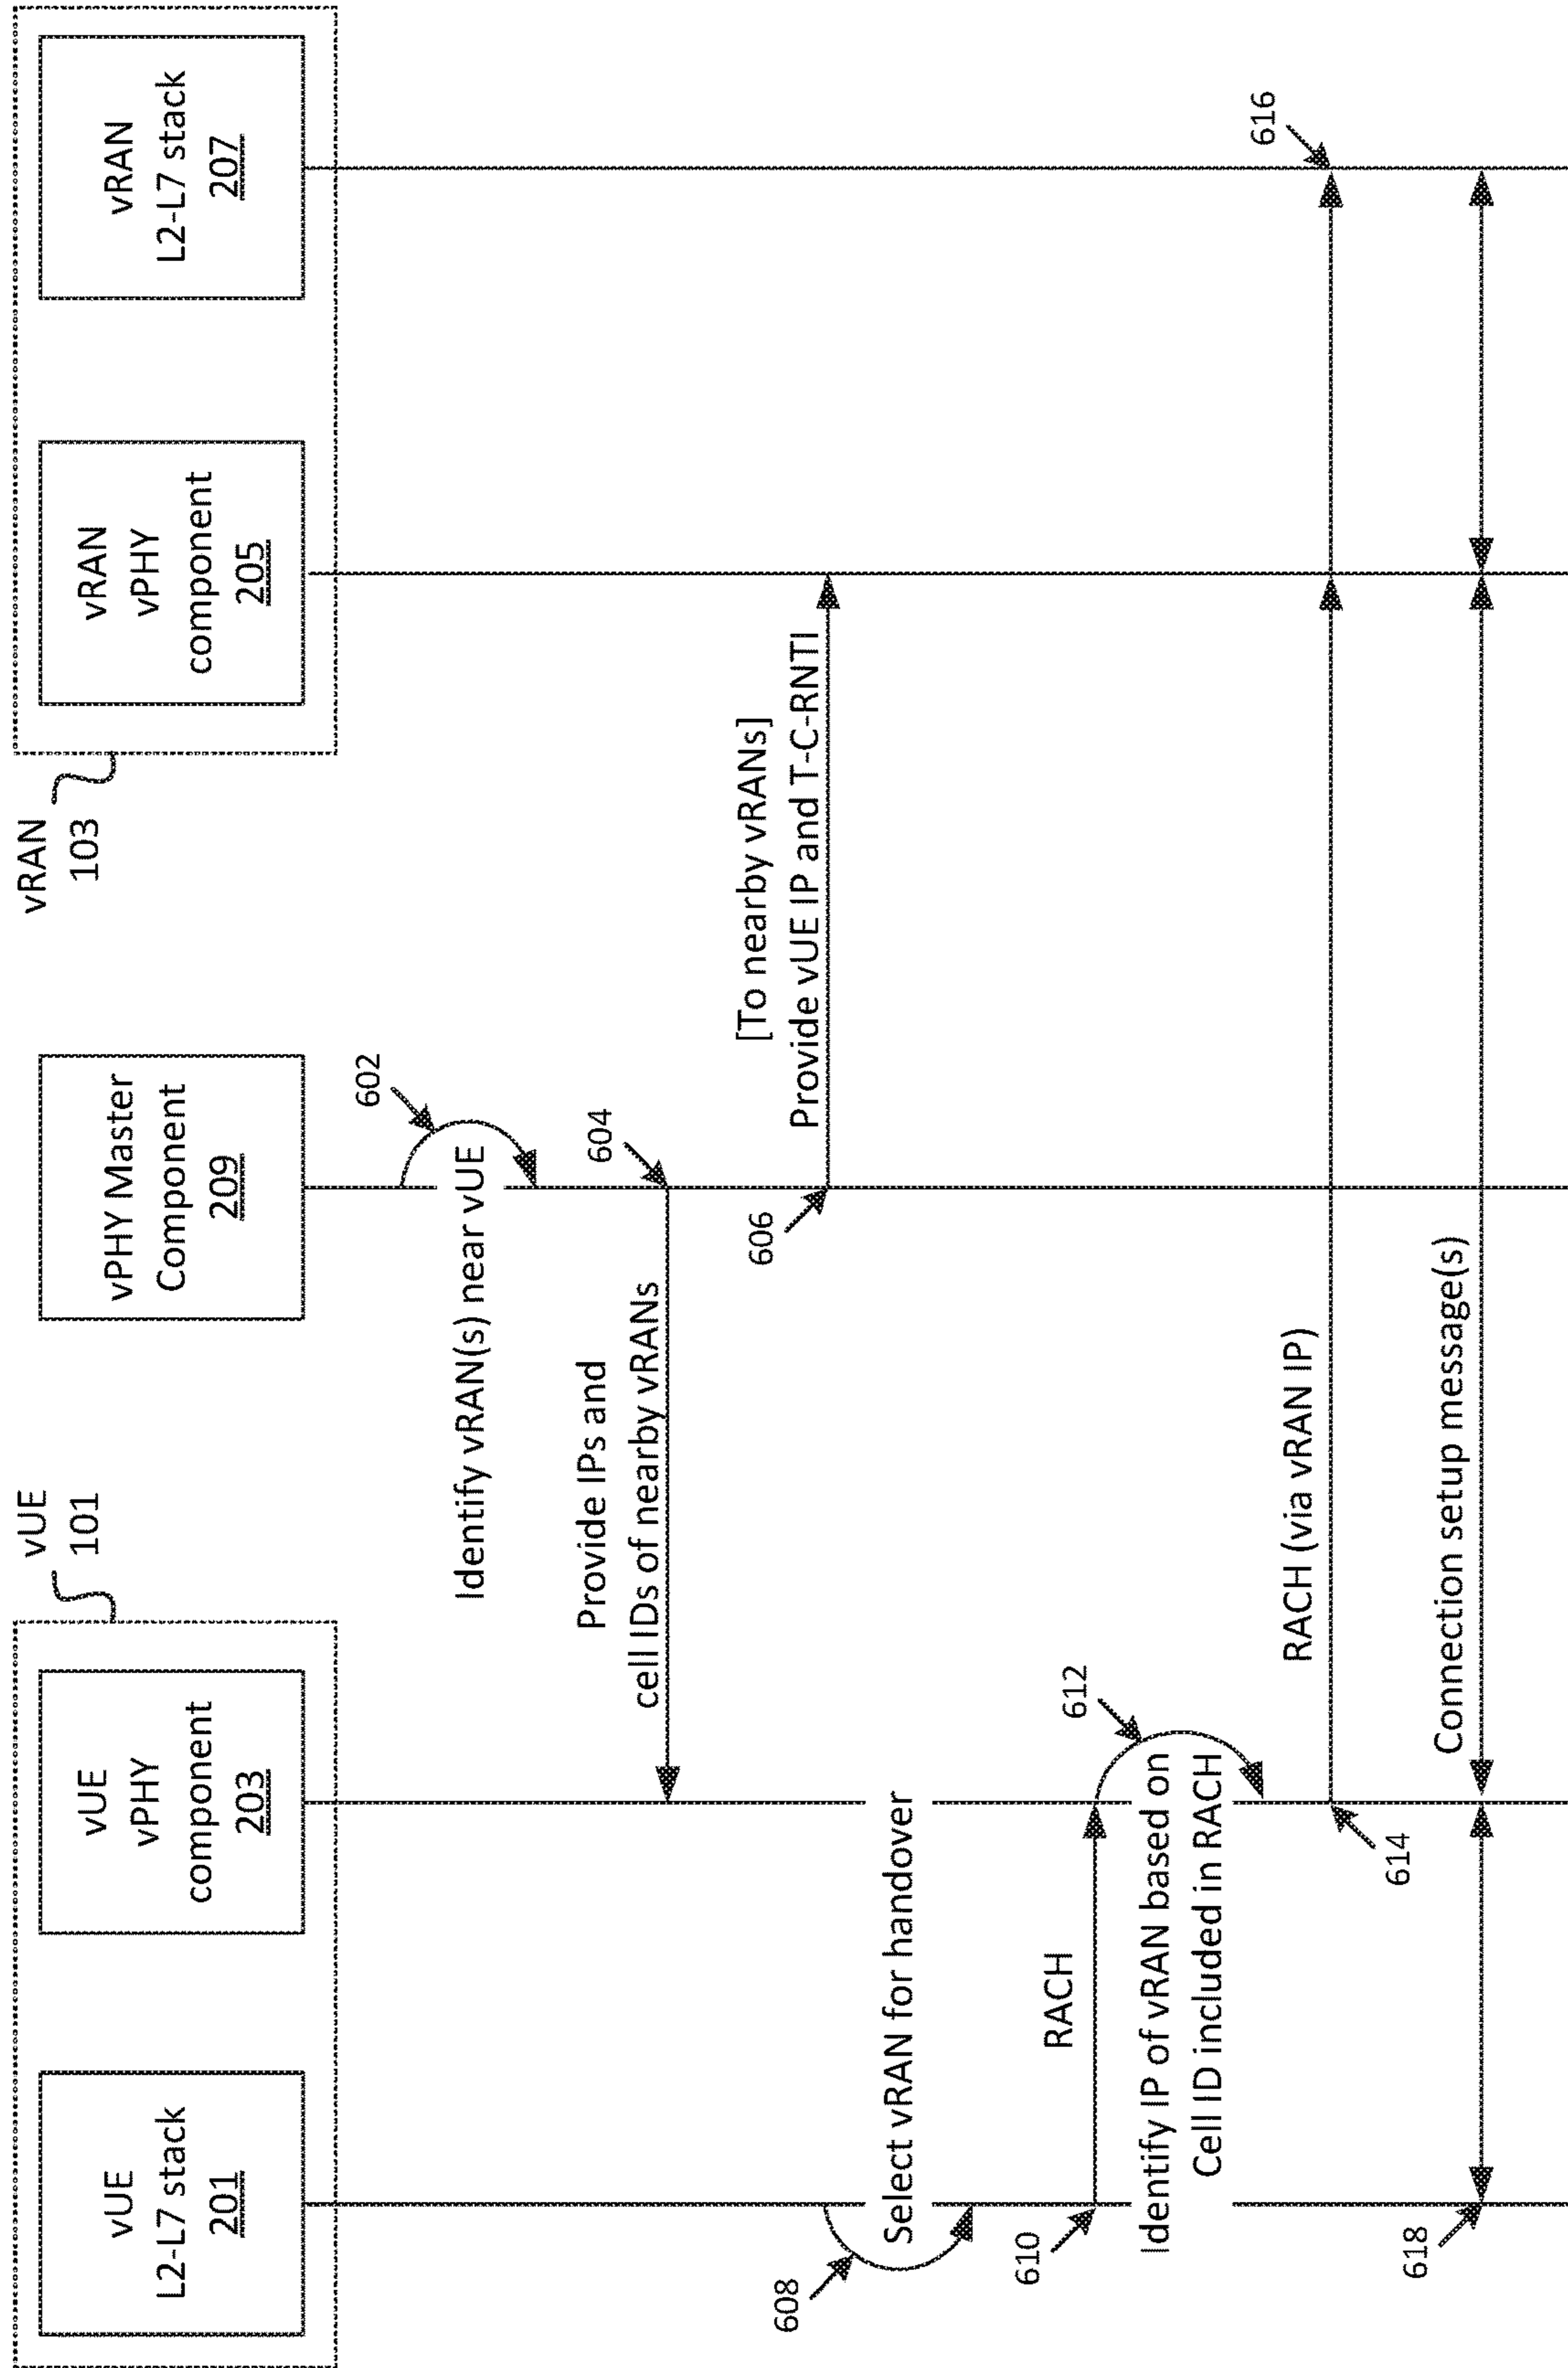 vUE
101
vRAN
103
vUE
L2-L7 stack
201
vUE
vPHY
component
203
vPHY Master
Component
209
vRAN
vPHY
component
205
vRAN
L2-L7 stack
207
602
Identify vRAN(s) near vUE
604
Provide IPs and
cell IDs of nearby vRANs
606
[To nearby vRANs]
Provide vUE IP and T-C-RNTI
608
Select vRAN for handover
610
RACH
612
Identify IP of vRAN based on
Cell ID included in RACH
614
RACH (via vRAN IP)
616
618
Connection setup message(s)